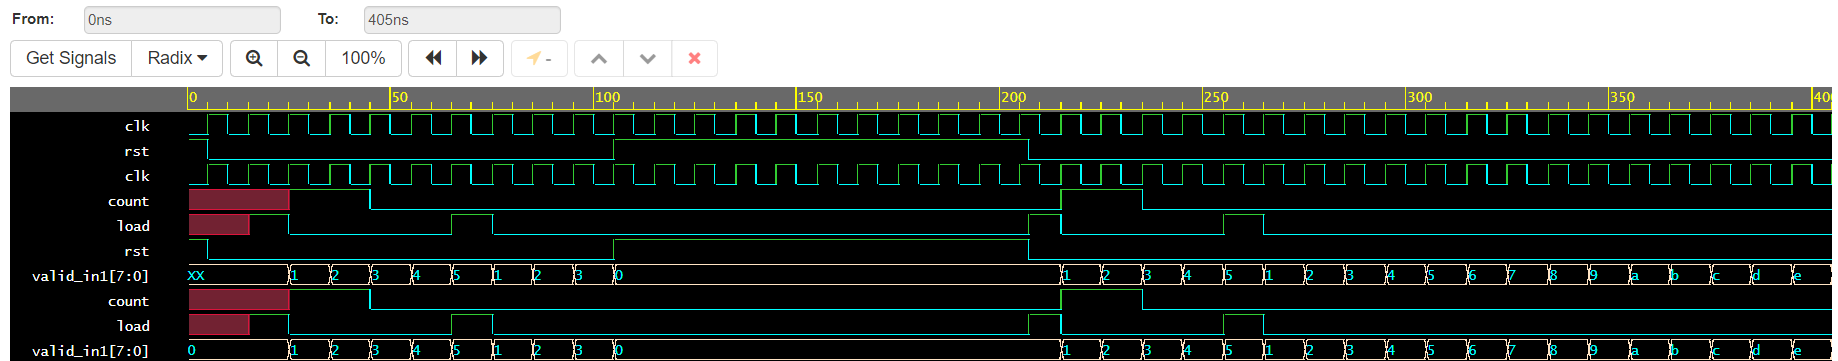 From: 0ns To: 405ns
Get Signals Radix 100% -
0 50 100 150 200 250 300 350 400
clk
rst
clk
count
load
rst
valid_in1[7:0] XX 1 2 3 4 5 1 2 3 0 1 2 3 4 5 1 2 3 4 5 6 7 8 9 a b c d e
count
load
valid_in1[7:0] 0 1 2 3 4 5 1 2 3 0 1 2 3 4 5 1 2 3 4 5 6 7 8 9 a b c d e